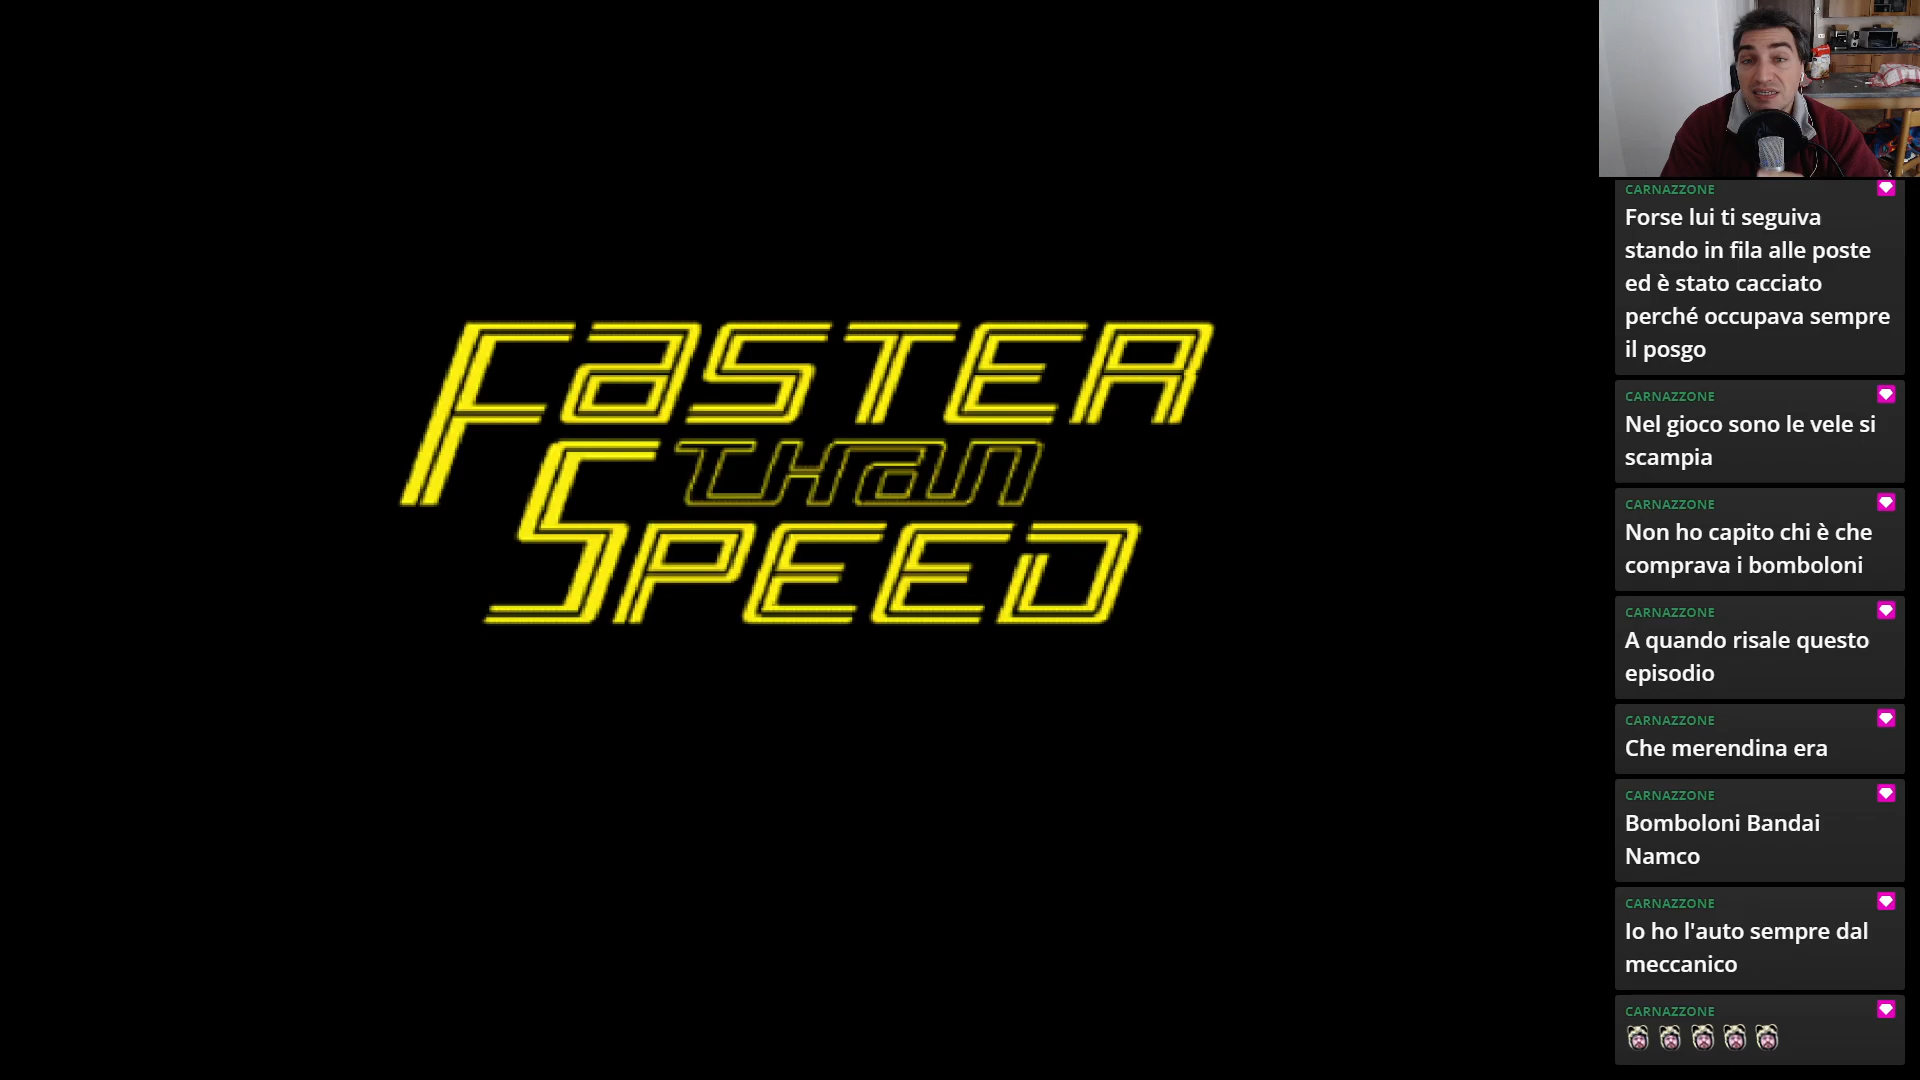 FaSTER
THan
SPEED
CARNAZZONE
Forse lui ti seguiva
stando in fila alle poste
ed è stato cacciato
perché occupava sempre
il posgo
CARNAZZONE
Nel gioco sono le vele si
scampia
CARNAZZONE
Non ho capito chi è che
comprava i bomboloni
CARNAZZONE
A quando risale questo
episodio
CARNAZZONE
Che merendina era
CARNAZZONE
Bomboloni Bandai
Namco
CARNAZZONE
Io ho l'auto sempre dal
meccanico
CARNAZZONE